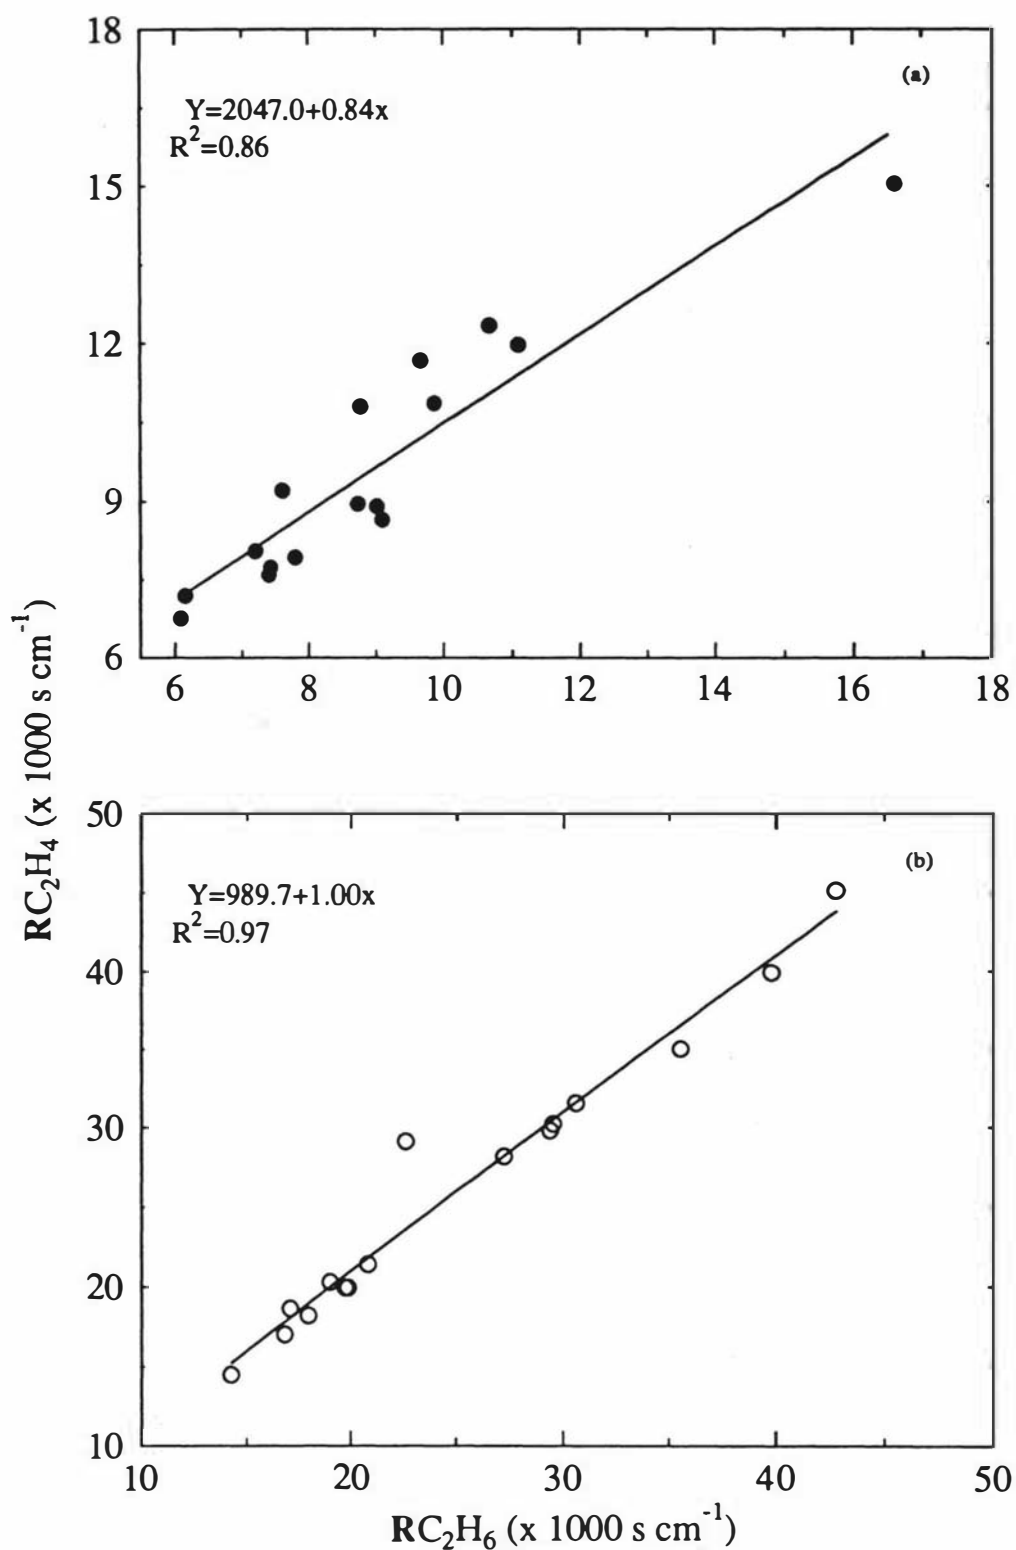 18
(a)
Y=2047.0+0.84x
R²=0.86
15
12
9
6
6 8 10 12 14 16 18
RC₂H₄ (x 1000 s cm⁻¹)
50
(b)
Y=989.7+1.00x
R²=0.97
40
30
20
10
10 20 30 40 50
RC₂H₆ (x 1000 s cm⁻¹)